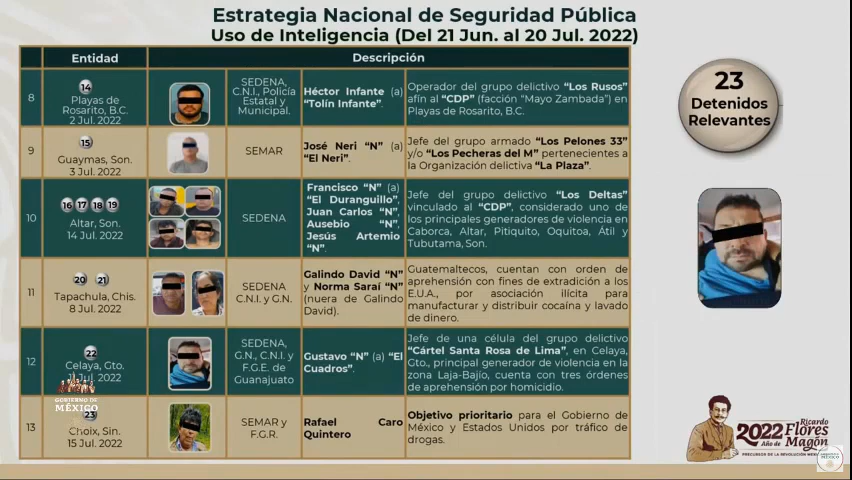 Estrategia Nacional de Seguridad Pública
Uso de Inteligencia (Del 21 Jun. al 20 Jul. 2022)
Entidad
Descripción
8
14
Playas de
Rosarito, B.C.
2 Jul. 2022
SEDENA,
C.N.I., Policía
Estatal y
Municipal.
Héctor Infante (a)
"Tolín Infante".
Operador del grupo delictivo "Los Rusos"
afín al "CDP" (facción "Mayo Zambada") en
Playas de Rosarito, B.C.
9
15
Guaymas, Son.
3 Jul. 2022
SEMAR
José Neri "N" (a)
"El Neri".
Jefe del grupo armado "Los Pelones 33"
y/o "Los Pecheras del M" pertenecientes a
la Organización delictiva "La Plaza".
10
16 17 18 19
Altar, Son.
14 Jul. 2022
SEDENA
Francisco "N" (a)
"El Duranguillo",
Juan Carlos "N",
Ausebio "N",
Jesús Artemio
"N".
Jefe del grupo delictivo "Los Deltas"
vinculado al "CDP", considerado uno de
los principales generadores de violencia en
Caborca, Altar, Pitiquito, Oquitoa, Átil y
Tubutama, Son.
11
20 21
Tapachula, Chis.
8 Jul. 2022
SEDENA
C.N.I. y G.N.
Galindo David "N"
y Norma Saraí "N"
(nuera de Galindo
David).
Guatemaltecos, cuentan con orden de
aprehensión con fines de extradición a los
E.U.A., por asociación ilícita para
manufacturar y distribuir cocaína y lavado
de dinero.
12
22
Celaya, Gto.
Jul. 2022
SEDENA,
G.N., C.N.I. y
F.G.E. de
Guanajuato
Gustavo "N" (a) "El
Cuadros".
Jefe de una célula del grupo delictivo
"Cártel Santa Rosa de Lima", en Celaya,
Gto., principal generador de violencia en la
zona Laja-Bajío, cuenta con tres órdenes
de aprehensión por homicidio.
13
23
Choix, Sin.
15 Jul. 2022
SEMAR y
F.G.R.
Rafael Caro
Quintero
Objetivo prioritario para el Gobierno de
México y Estados Unidos por tráfico de
drogas.
GOBIERNO DE
MÉXICO
23
Detenidos
Relevantes
2022 Ricardo
Flores
Año de Magón
PRECURSOR DE LA REVOLUCIÓN